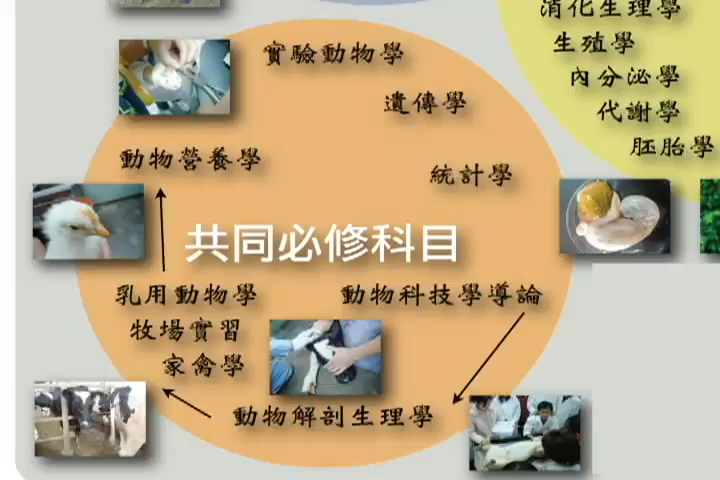 消化生理學
生殖學
內分泌學
代謝學
胚胎學
實驗動物學
遺傳學
動物營養學
統計學
共同必修科目
乳用動物學
動物科技學導論
牧場實習
家禽學
動物解剖生理學